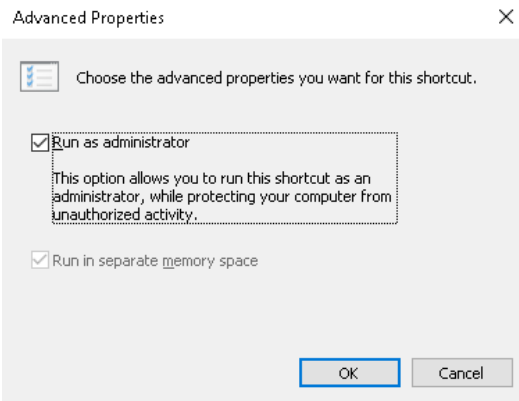 Advanced Properties
Choose the advanced properties you want for this shortcut.
Run as administrator
This option allows you to run this shortcut as an
administrator, while protecting your computer from
unauthorized activity.
Run in separate memory space
OK
Cancel